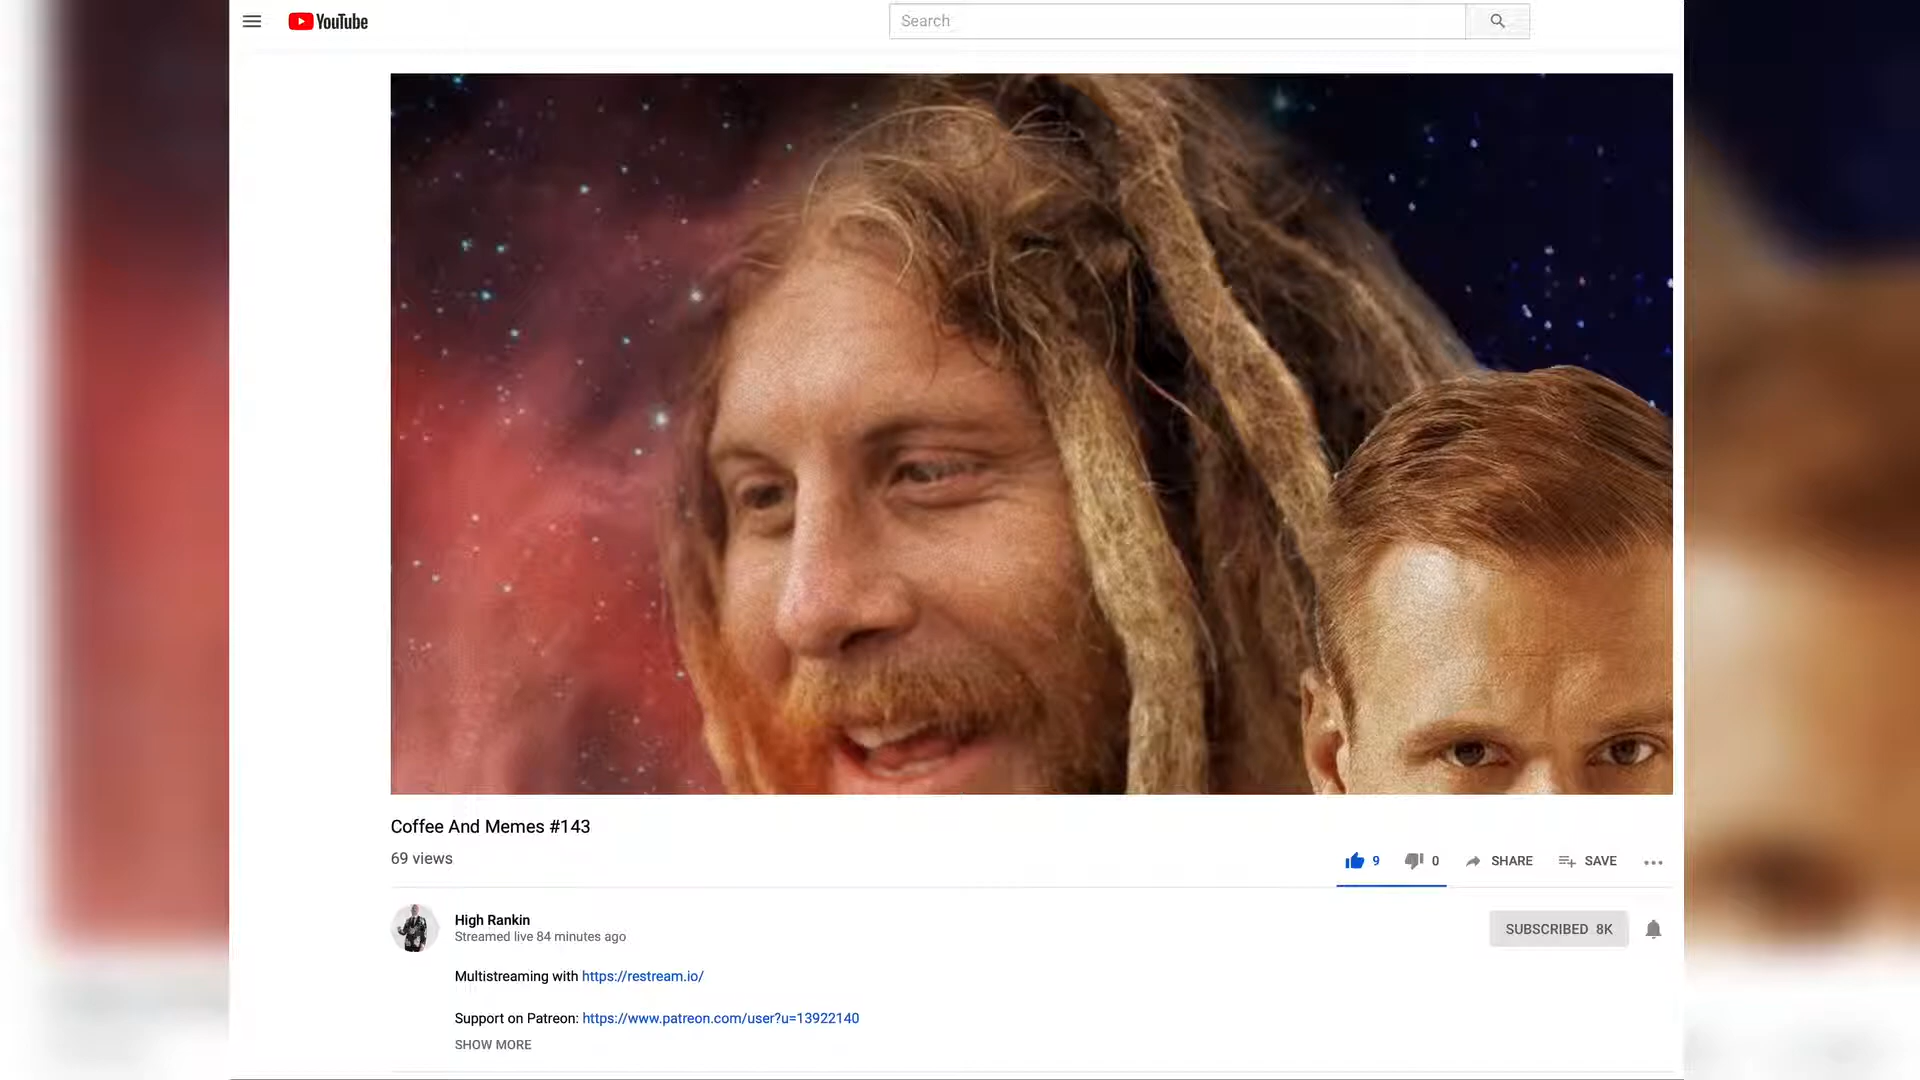 YouTube
Search
Coffee And Memes #143
69 views
9
0
SHARE
SAVE
High Rankin
Streamed live 84 minutes ago
SUBSCRIBED 8K
Multistreaming with https://restream.io/
Support on Patreon: https://www.patreon.com/user?u=13922140
SHOW MORE